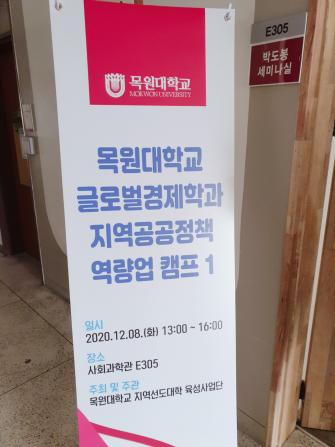 목원대학교
MOKWON UNIVERSITY
E305
박도봉
세미나실
목원대학교
글로벌경제학과
지역공공정책
역량업 캠프 1
일시
2020.12.08.(화) 13:00 ~ 16:00
장소
사회과학관 E305
주최 및 주관
목원대학교 지역선도대학 육성사업단